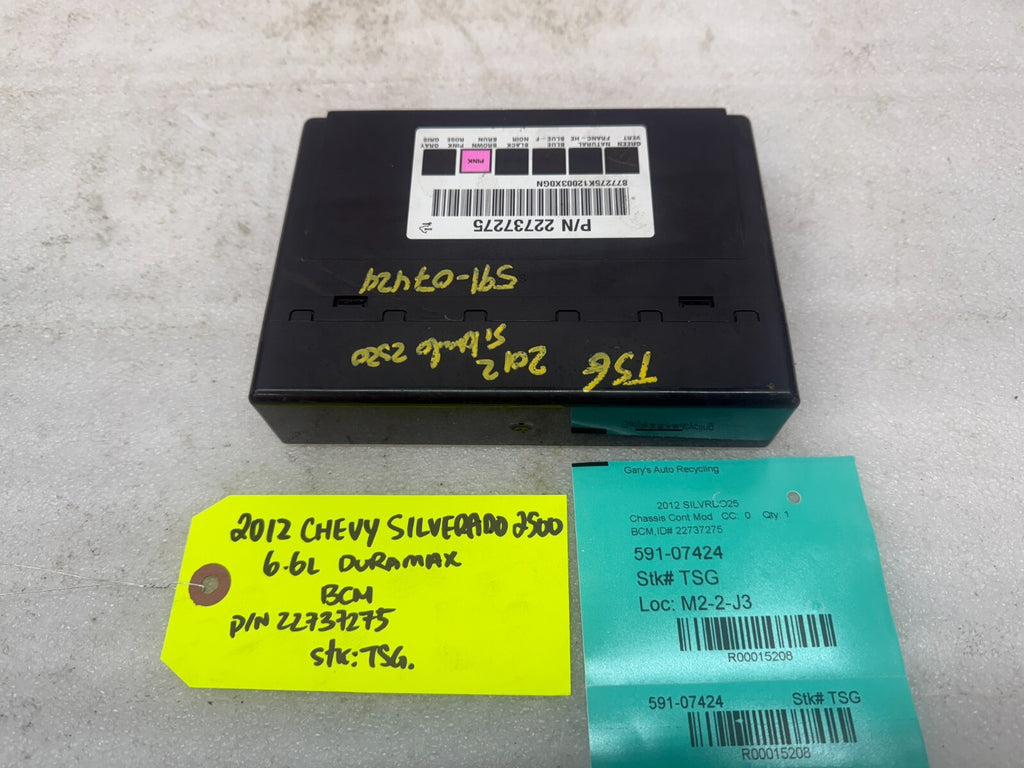 P/N 22737275
B77275K12003X0GN
GREEN NATURAL BLUE BLACK BROWN PINK GRAY
VERT FRANC-HE BLUE-F NOIR BRUN ROSE GRIS
PINK
591-07424
TSG 2012 Silverado 2500
Gary's Auto Recycling
2012 SILVRDO25
Chassis Cont Mod CC: 0 Qty: 1
BCM,ID# 22737275
591-07424
Stk# TSG
Loc: M2-2-J3
R00015208
591-07424 Stk# TSG
R00015208
2012 CHEVY SILVERADO 2500
6.6L DURAMAX
BCM
P/N 22737275
stk: TSG.